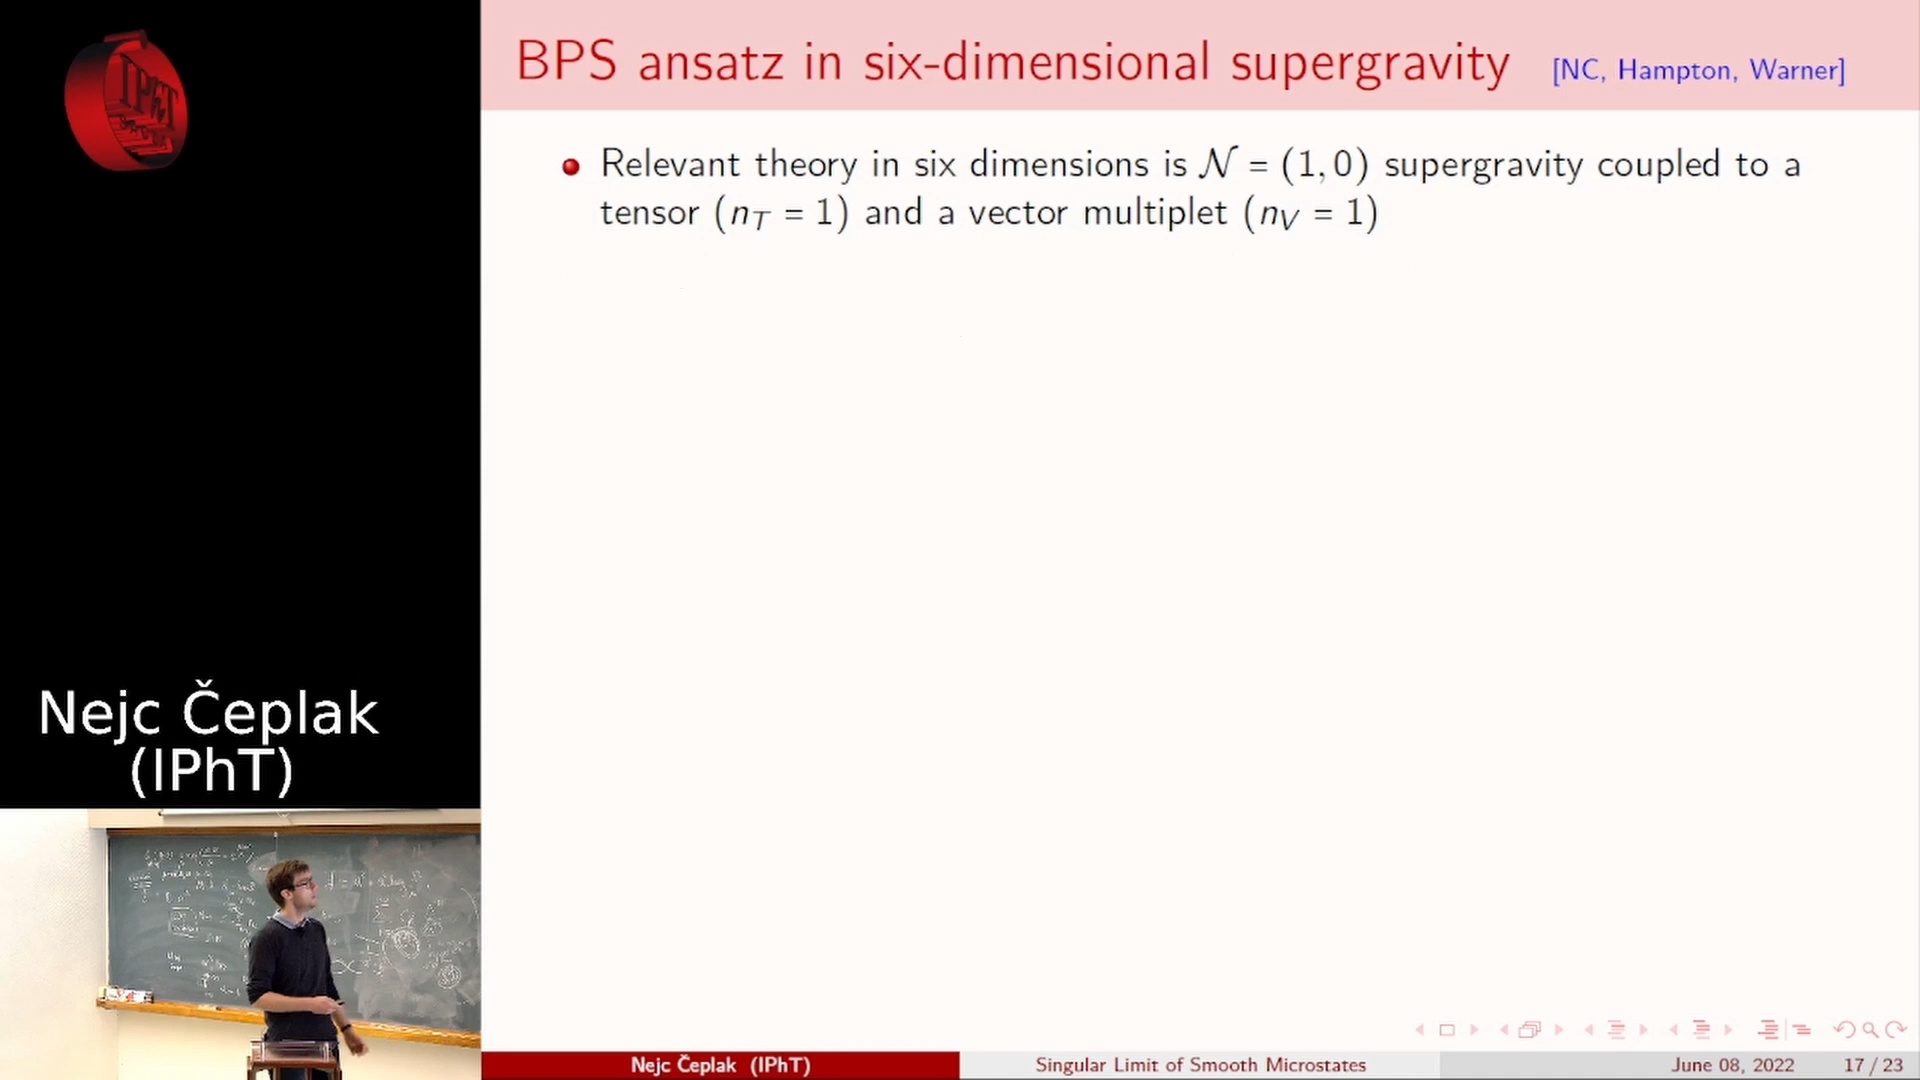 IPhT
Nejc Čeplak
(IPhT)
BPS ansatz in six-dimensional supergravity [NC, Hampton, Warner]
Relevant theory in six dimensions is 𝒩 = (1, 0) supergravity coupled to a
tensor (n_T = 1) and a vector multiplet (n_V = 1)
Nejc Čeplak (IPhT) Singular Limit of Smooth Microstates June 08, 2022 17 / 23